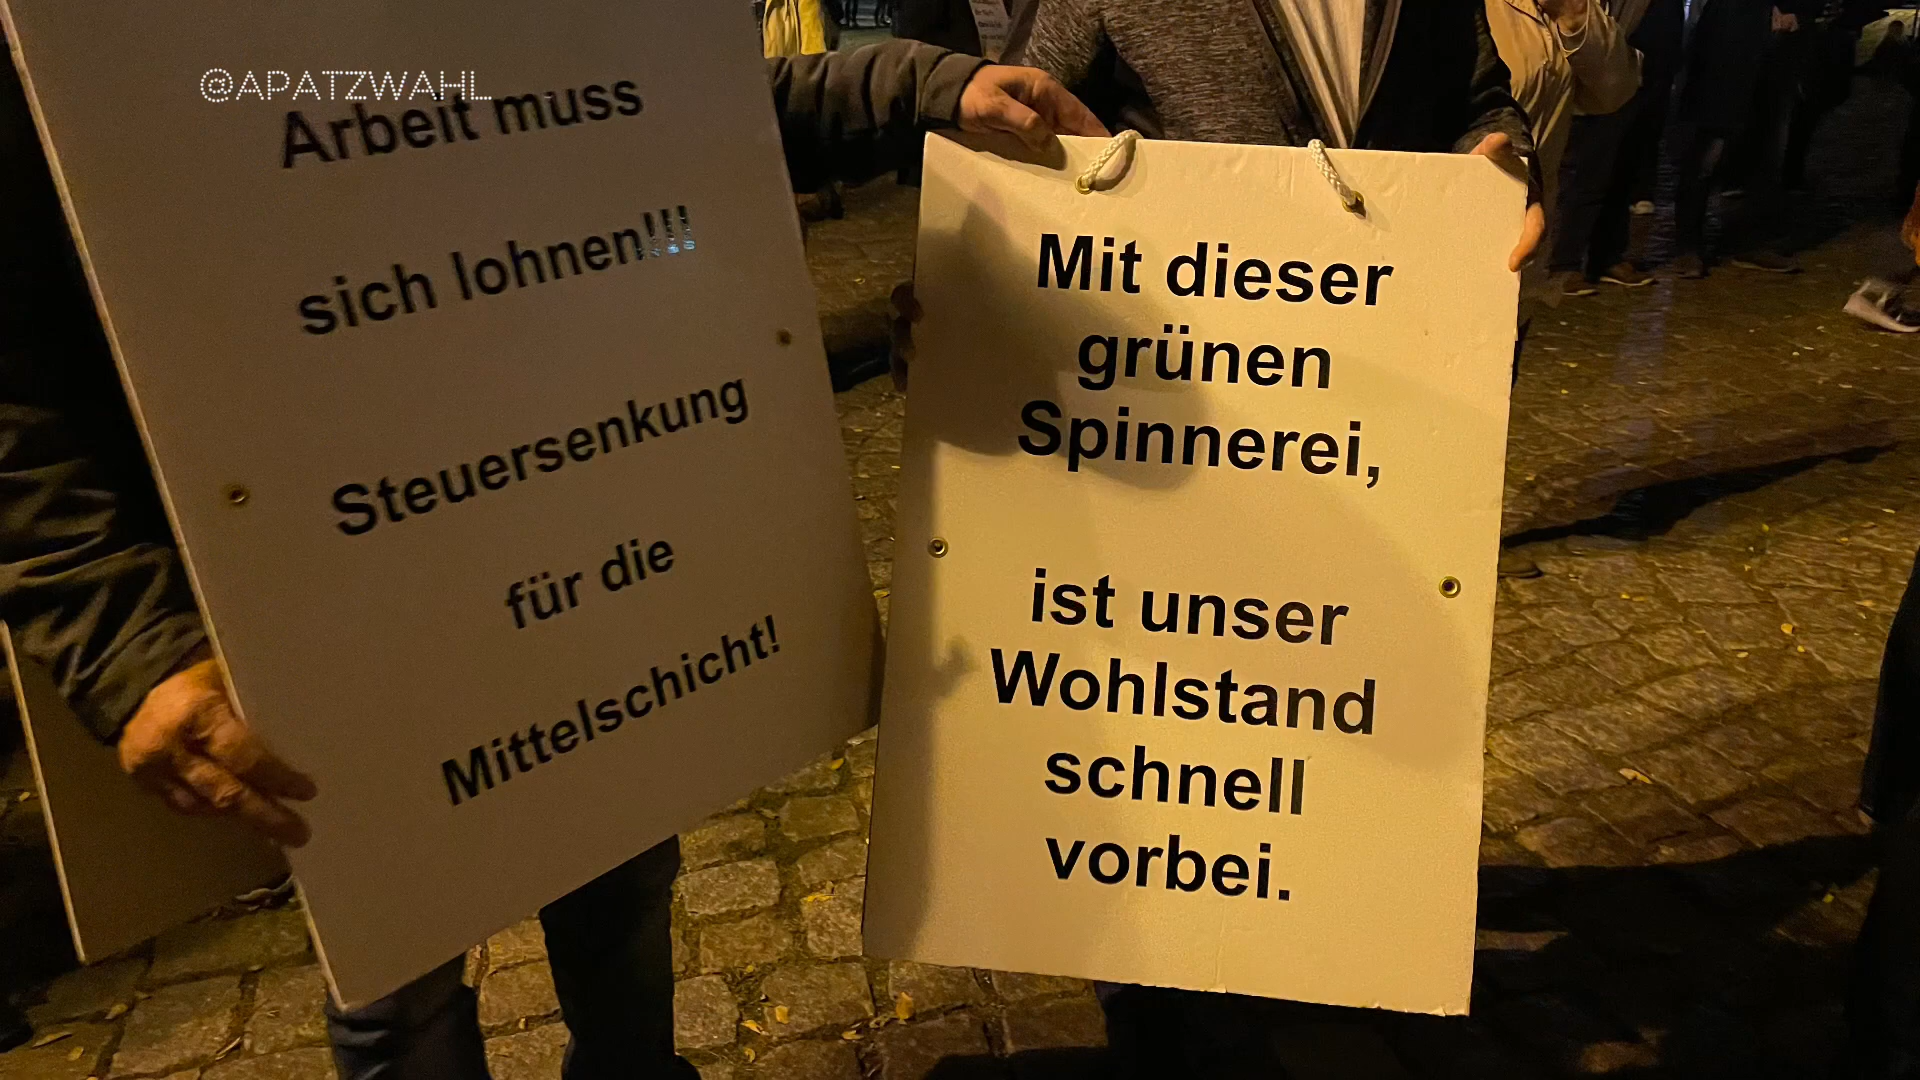 @APATZWAHL
Arbeit muss
sich lohnen!!!
Steuersenkung
für die
Mittelschicht!
Mit dieser
grünen
Spinnerei,
ist unser
Wohlstand
schnell
vorbei.